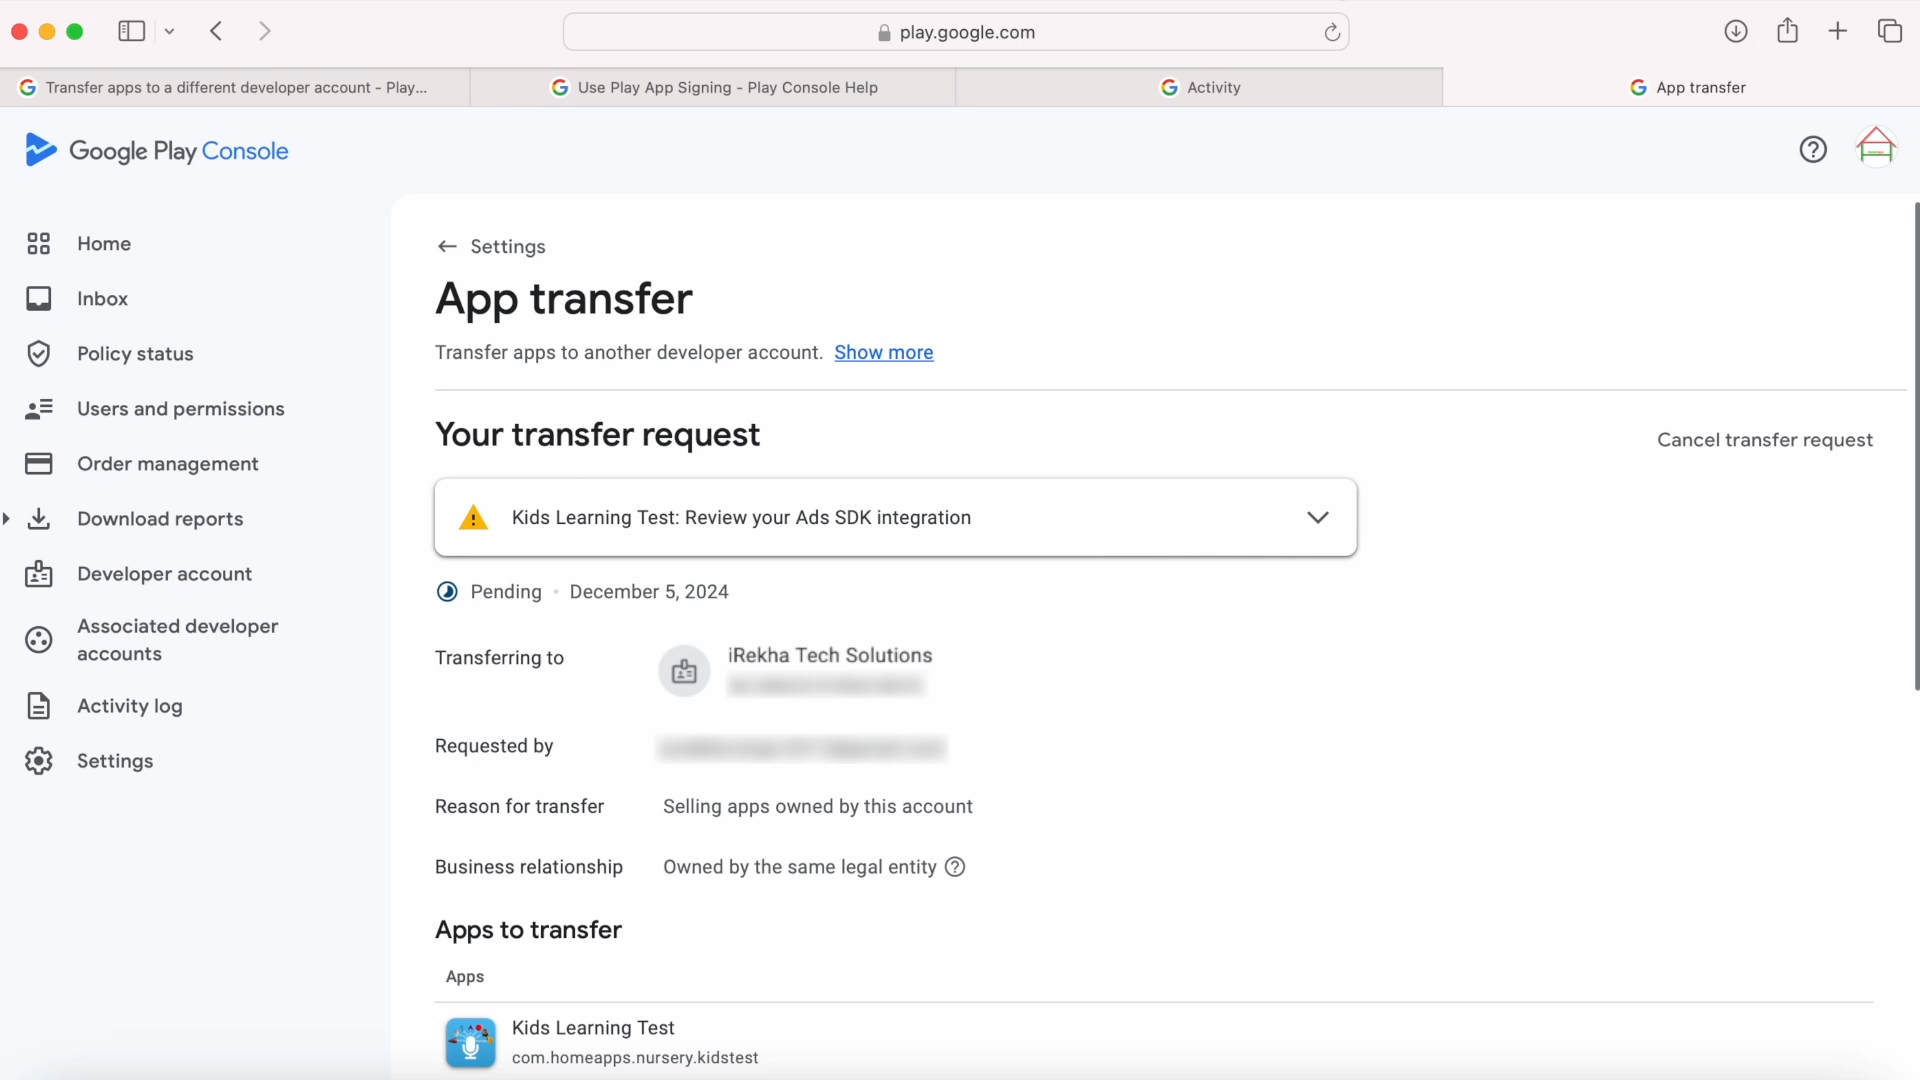 play.google.com
Transfer apps to a different developer account - Play...
Use Play App Signing - Play Console Help
Activity
App transfer
Google Play Console
Home
Inbox
Policy status
Users and permissions
Order management
Download reports
Developer account
Associated developer
accounts
Activity log
Settings
Settings
App transfer
Transfer apps to another developer account. Show more
Your transfer request
Cancel transfer request
Kids Learning Test: Review your Ads SDK integration
Pending • December 5, 2024
Transferring to
iRekha Tech Solutions
Requested by
Reason for transfer
Selling apps owned by this account
Business relationship
Owned by the same legal entity
Apps to transfer
Apps
Kids Learning Test
com.homeapps.nursery.kidstest